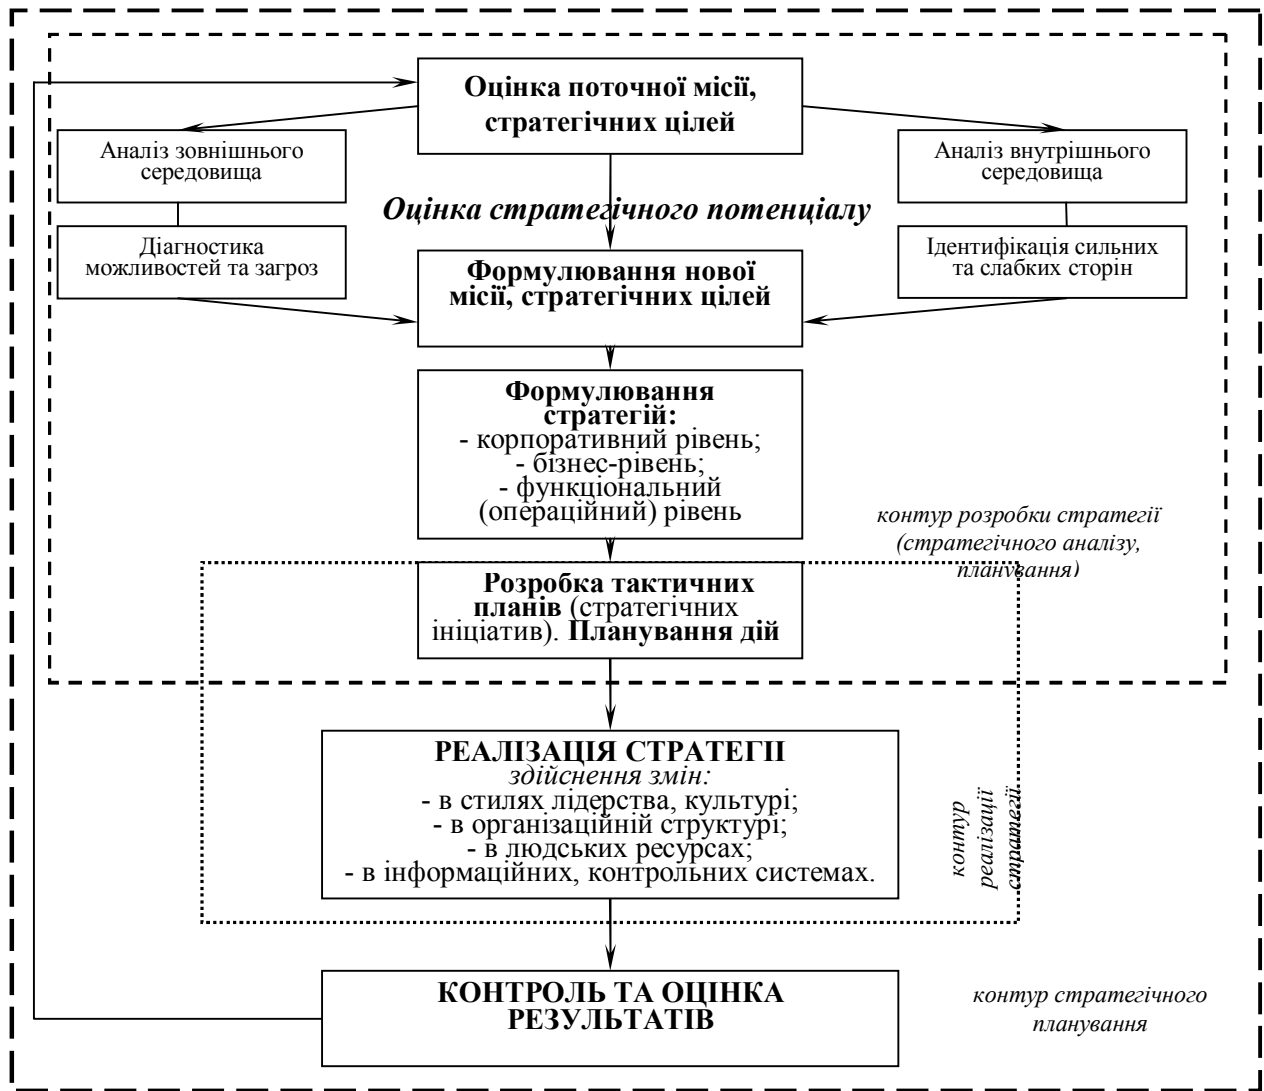 Оцінка поточної місії,
стратегічних цілей
Аналіз зовнішнього
середовища
Аналіз внутрішнього
середовища
Оцінка стратегічного потенціалу
Діагностика
можливостей та загроз
Ідентифікація сильних
та слабких сторін
Формулювання нової
місії, стратегічних цілей
Формулювання
стратегій:
- корпоративний рівень;
- бізнес-рівень;
- функціональний
(операційний) рівень
контур розробки стратегії
(стратегічного аналізу,
планування)
Розробка тактичних
планів (стратегічних
ініціатив). Планування дій
РЕАЛІЗАЦІЯ СТРАТЕГІІ
здійснення змін:
- в стилях лідерства, культурі;
- в організаційній структурі;
- в людських ресурсах;
- в інформаційних, контрольних системах.
контур
реалізації
стратегії
КОНТРОЛЬ ТА ОЦІНКА
РЕЗУЛЬТАТІВ
контур стратегічного
планування